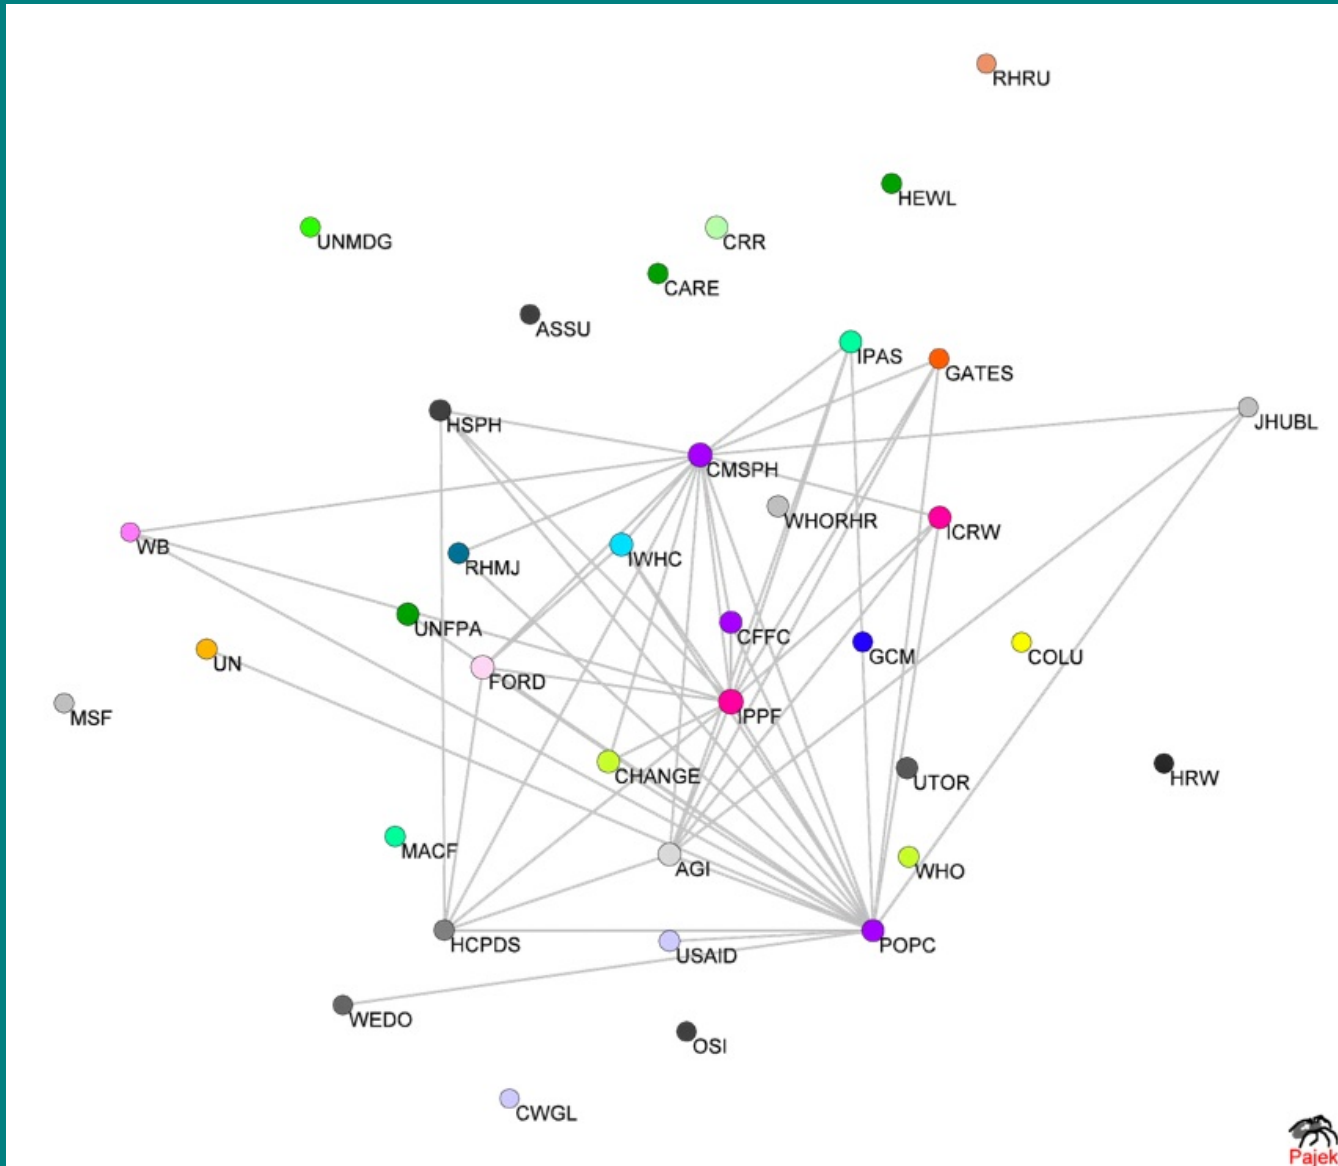 RHRU
HEWL
UNMDG
CRR
CARE
ASSU
IPAS
GATES
HSPH
JHUBL
CMSPH
WHORHR
ICRW
WB
IWHC
RHMJ
UNFPA
CFFC
GCM
COLU
UN
FORD
MSF
IPPF
CHANGE
UTOR
HRW
MACF
AGI
WHO
HCPDS
USAID
POPC
WEDO
OSI
CWGL
Pajek